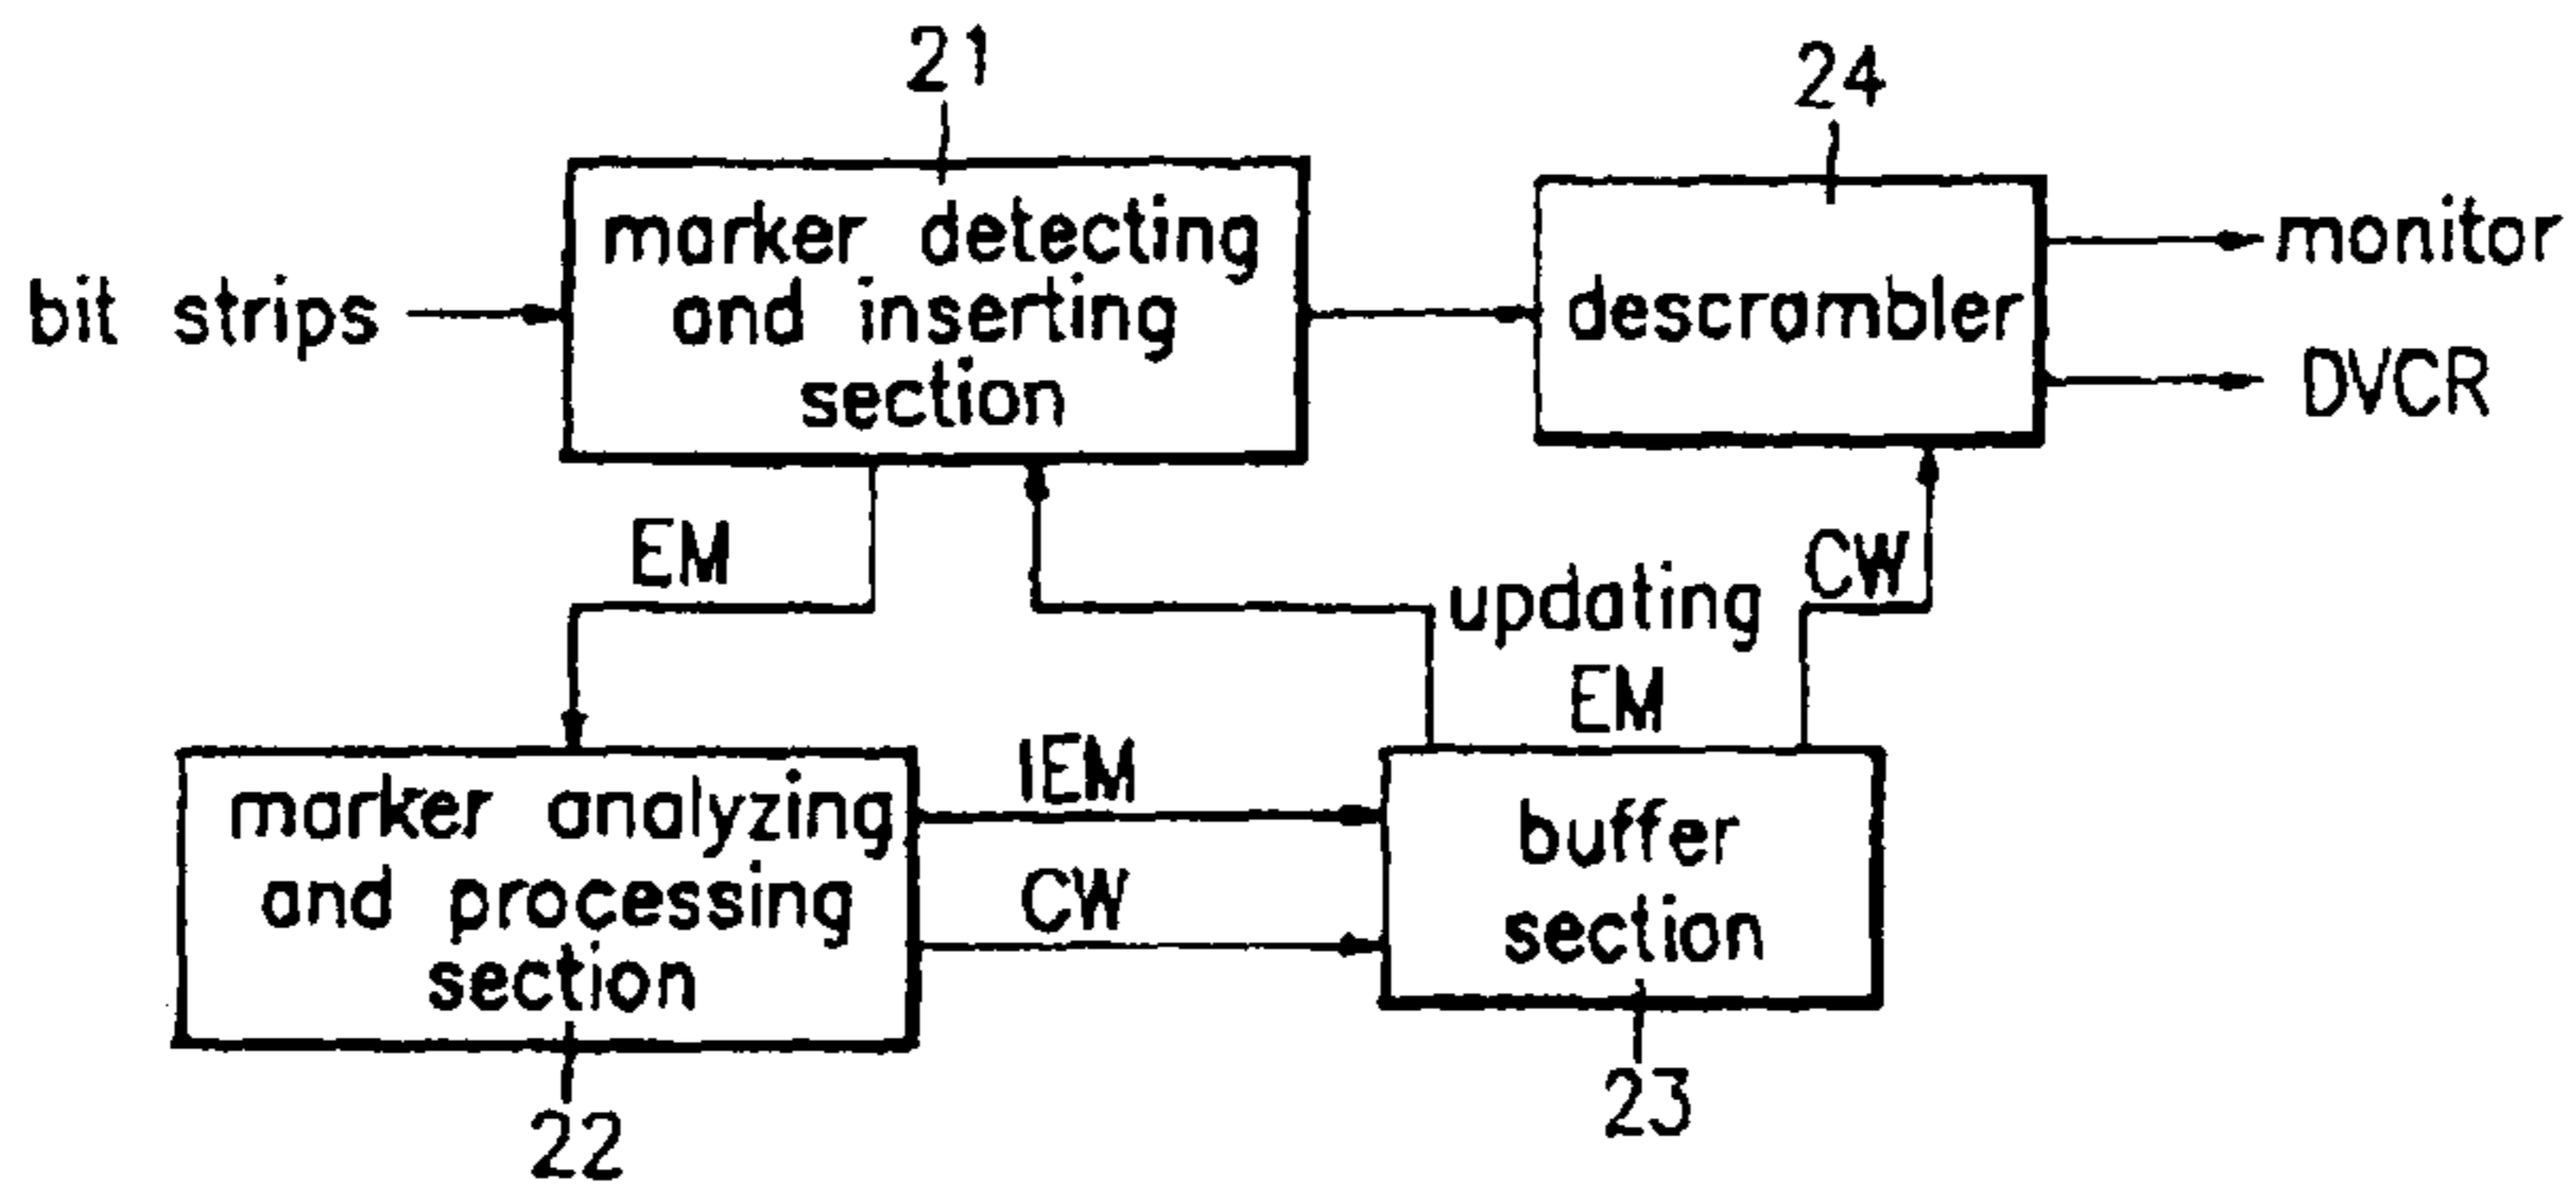 21
24
marker detecting
and inserting
section
bit strips
descrambler
monitor
DVCR
EM
updating
EM
CW
marker analyzing
and processing
section
IEM
CW
buffer
section
22
23